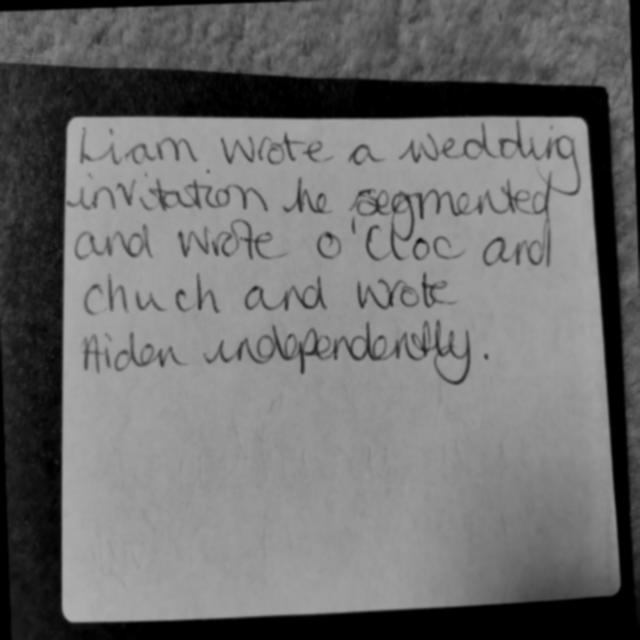 Liam wrote a wedding
invitation he segmented
and wrote o'Cloc and
chuch and wrote
Aiden independently.